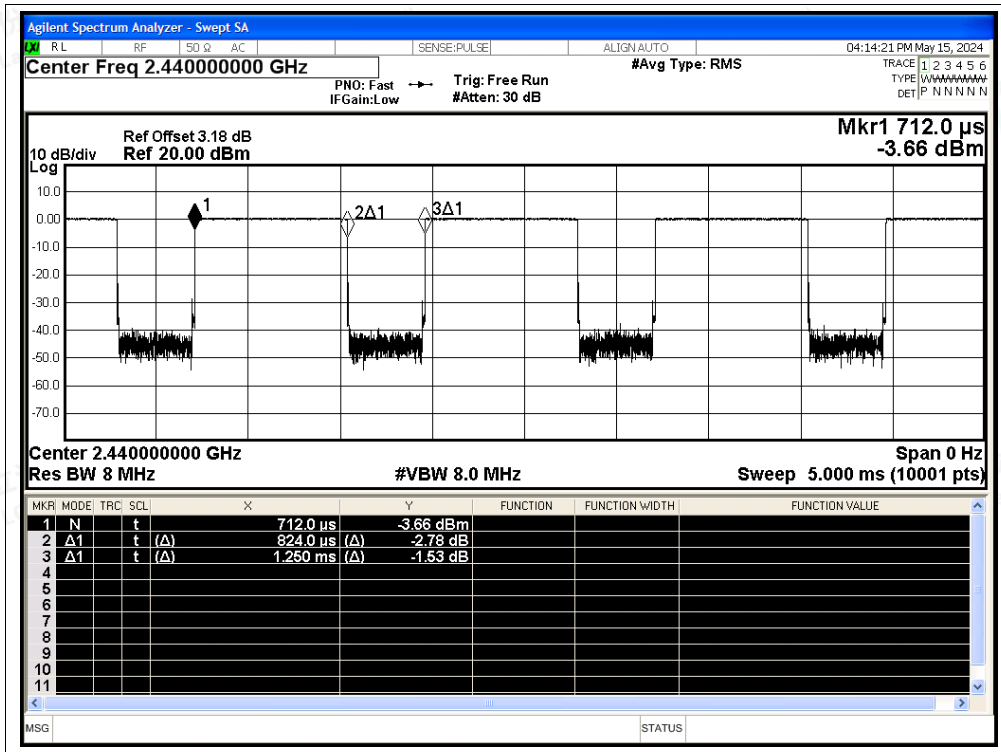 Agilent Spectrum Analyzer - Swept SA
LXI RL RF 50 Ω AC SENSE:PULSE ALIGN AUTO 04:14:21 PM May 15, 2024
Center Freq 2.440000000 GHz #Avg Type: RMS TRACE 1 2 3 4 5 6
PNO: Fast Trig: Free Run TYPE
IFGain:Low #Atten: 30 dB DET P N N N N N
Mkr1 712.0 µs
Ref Offset 3.18 dB
10 dB/div Ref 20.00 dBm -3.66 dBm
Log
10.0
1 2Δ1 3Δ1
0.00
-10.0
-20.0
-30.0
-40.0
-50.0
-60.0
-70.0
Center 2.440000000 GHz Span 0 Hz
Res BW 8 MHz #VBW 8.0 MHz Sweep 5.000 ms (10001 pts)
MKR MODE TRC SCL X Y FUNCTION FUNCTION WIDTH FUNCTION VALUE
1 N t 712.0 µs -3.66 dBm
2 Δ1 t (Δ) 824.0 µs (Δ) -2.78 dB
3 Δ1 t (Δ) 1.250 ms (Δ) -1.53 dB
4
5
6
7
8
9
10
11
MSG STATUS